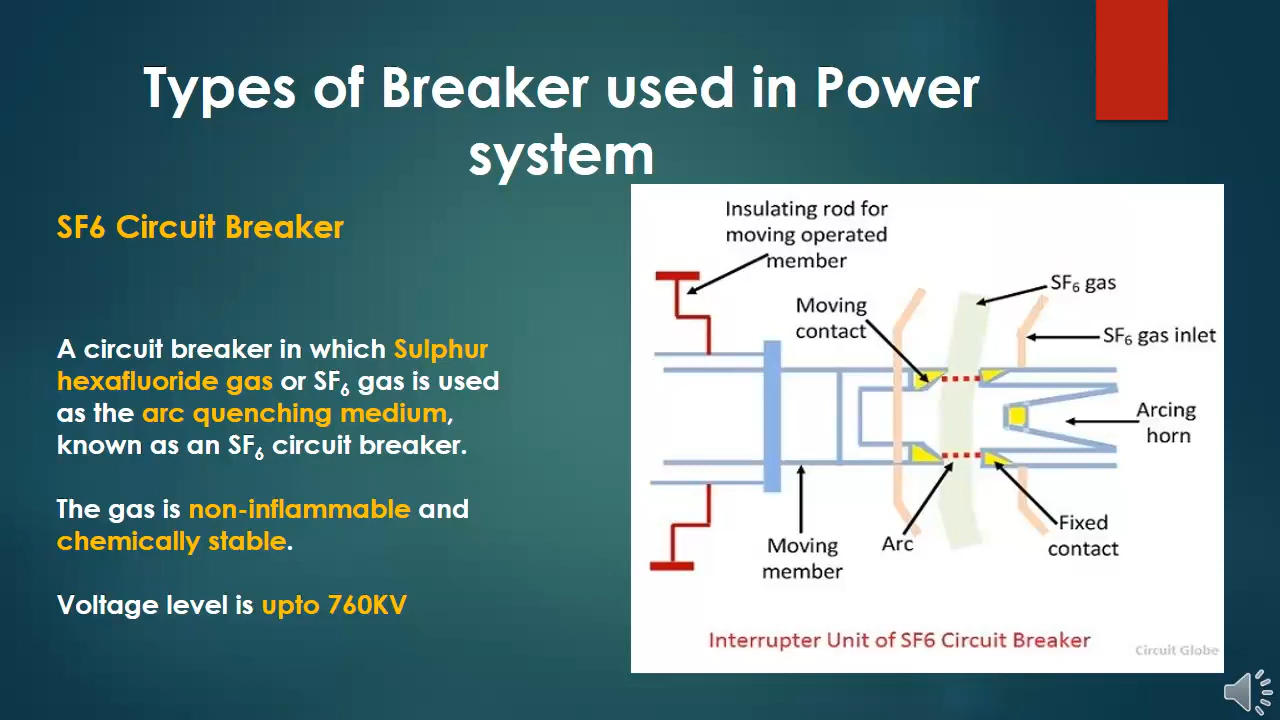 Types of Breaker used in Power
system
SF6 Circuit Breaker
A circuit breaker in which Sulphur
hexafluoride gas or SF₆ gas is used
as the arc quenching medium,
known as an SF₆ circuit breaker.
The gas is non-inflammable and
chemically stable.
Voltage level is upto 760KV
Insulating rod for
moving operated
member
Moving
contact
SF₆ gas
SF₆ gas inlet
Arcing
horn
Fixed
contact
Arc
Moving
member
Interrupter Unit of SF6 Circuit Breaker
Circuit Globe